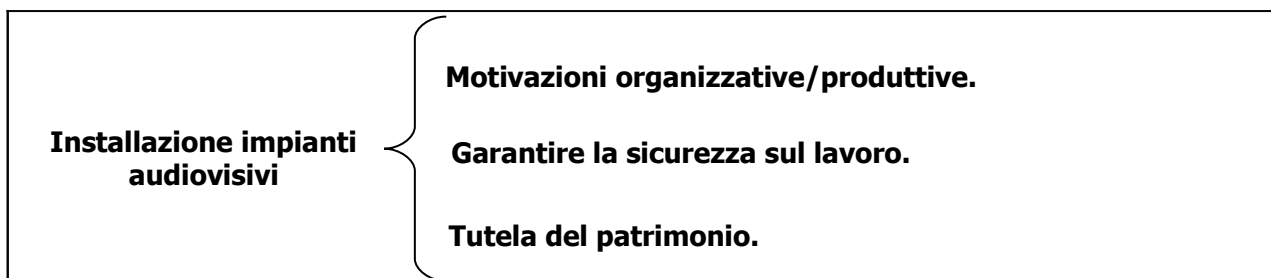 Installazione impianti
audiovisivi
Motivazioni organizzative/produttive.
Garantire la sicurezza sul lavoro.
Tutela del patrimonio.